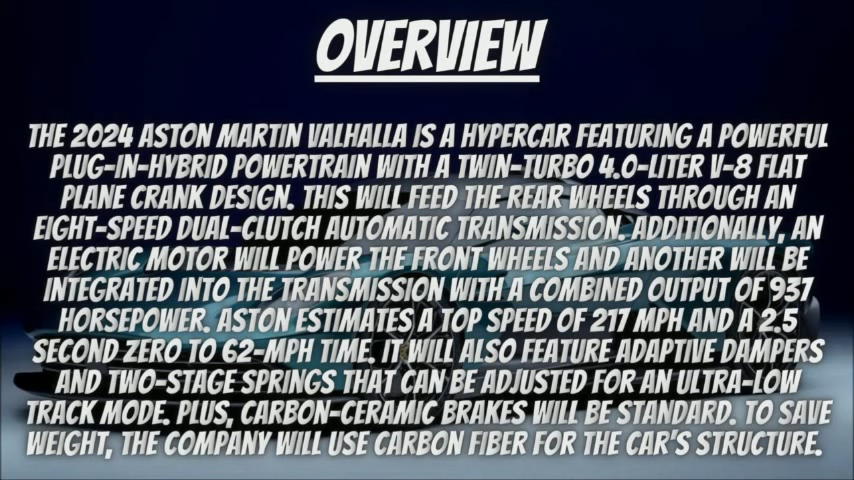 OVERVIEW
THE 2024 ASTON MARTIN VALHALLA IS A HYPERCAR FEATURING A POWERFUL
PLUG-IN-HYBRID POWERTRAIN WITH A TWIN-TURBO 4.0-LITER V-8 FLAT
PLANE CRANK DESIGN. THIS WILL FEED THE REAR WHEELS THROUGH AN
EIGHT-SPEED DUAL-CLUTCH AUTOMATIC TRANSMISSION. ADDITIONALLY, AN
ELECTRIC MOTOR WILL POWER THE FRONT WHEELS AND ANOTHER WILL BE
INTEGRATED INTO THE TRANSMISSION WITH A COMBINED OUTPUT OF 937
HORSEPOWER. ASTON ESTIMATES A TOP SPEED OF 217 MPH AND A 2.5
SECOND ZERO TO 62-MPH TIME. IT WILL ALSO FEATURE ADAPTIVE DAMPERS
AND TWO-STAGE SPRINGS THAT CAN BE ADJUSTED FOR AN ULTRA-LOW
TRACK MODE. PLUS, CARBON-CERAMIC BRAKES WILL BE STANDARD. TO SAVE
WEIGHT, THE COMPANY WILL USE CARBON FIBER FOR THE CAR'S STRUCTURE.